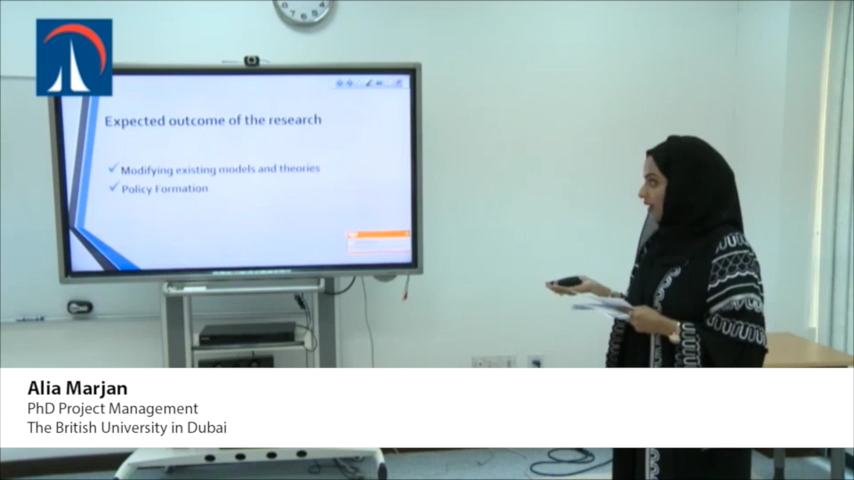 Expected outcome of the research
Modifying existing models and theories
Policy Formation
Alia Marjan
PhD Project Management
The British University in Dubai